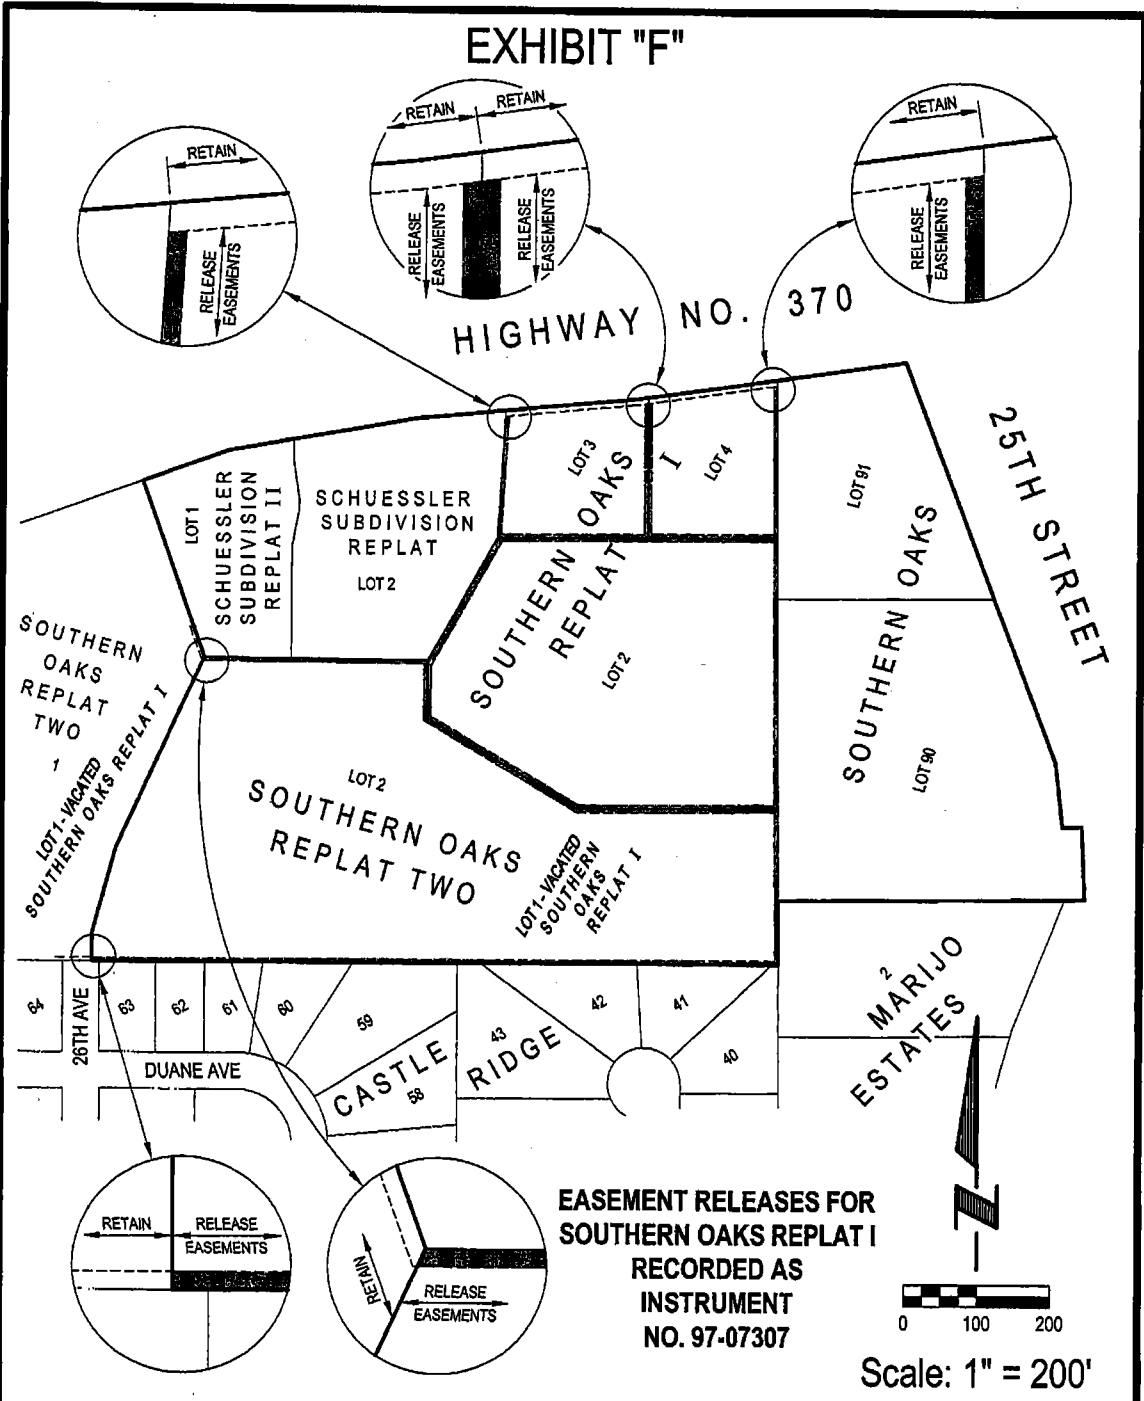 EXHIBIT "F"
RETAIN
RELEASE
EASEMENTS
RETAIN
RETAIN
RELEASE
EASEMENTS
RELEASE
EASEMENTS
RETAIN
RELEASE
EASEMENTS
HIGHWAY NO. 370
25TH STREET
LOT 1
SCHUESSLER
SUBDIVISION
REPLAT II
SCHUESSLER
SUBDIVISION
REPLAT
LOT 2
LOT 3
LOT 4
SOUTHERN OAKS
REPLAT I
LOT 2
LOT 91
SOUTHERN OAKS
LOT 90
SOUTHERN
OAKS
REPLAT
TWO
1
LOT 1-VACATED
SOUTHERN OAKS REPLAT I
LOT 2
SOUTHERN OAKS
REPLAT TWO
LOT 1-VACATED
SOUTHERN
OAKS
REPLAT I
64
26TH AVE
63
62
61
60
59
58
43
42
41
40
DUANE AVE
CASTLE RIDGE
2
MARIJO
ESTATES
RETAIN
RELEASE
EASEMENTS
RETAIN
RELEASE
EASEMENTS
EASEMENT RELEASES FOR
SOUTHERN OAKS REPLAT I
RECORDED AS
INSTRUMENT
NO. 97-07307
N
0 100 200
Scale: 1" = 200'